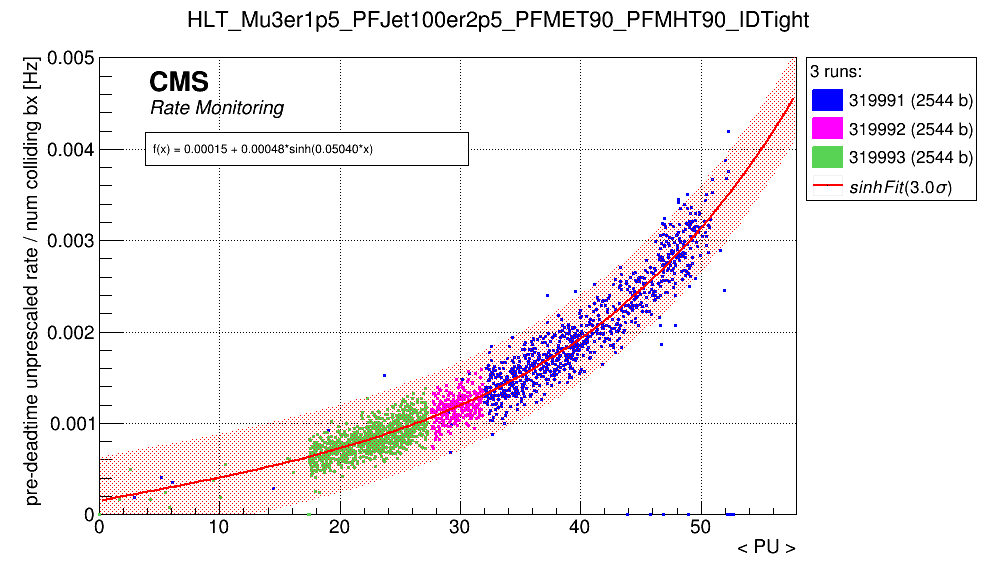 HLT_Mu3er1p5_PFJet100er2p5_PFMET90_PFMHT90_IDTight
pre-deadtime unprescaled rate / num colliding bx [Hz]
0.005
0.004
0.003
0.002
0.001
0
CMS
Rate Monitoring
f(x) = 0.00015 + 0.00048*sinh(0.05040*x)
3 runs:
319991 (2544 b)
319992 (2544 b)
319993 (2544 b)
sinhFit(3.0σ)
0 10 20 30 40 50
< PU >